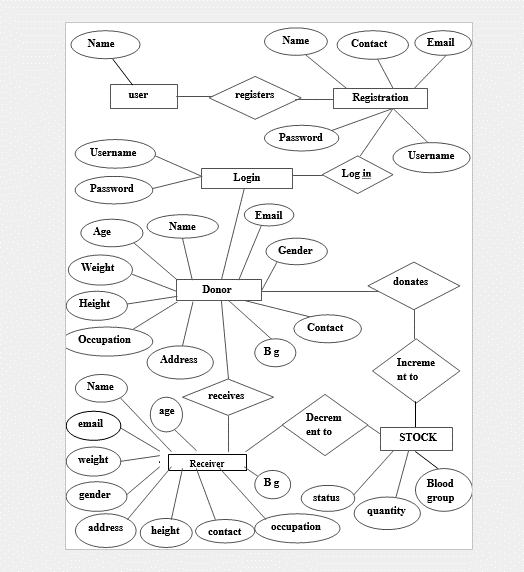 Name
Name
Contact
Email
user
registers
Registration
Password
Username
Username
Log in
Password
Login
Email
Age
Name
Gender
Weight
Donor
donates
Height
Contact
Occupation
Address
B g
Increme
nt to
Name
receives
age
Decrem
ent to
email
STOCK
weight
Receiver
B g
gender
status
quantity
Blood
group
address
height
contact
occupation